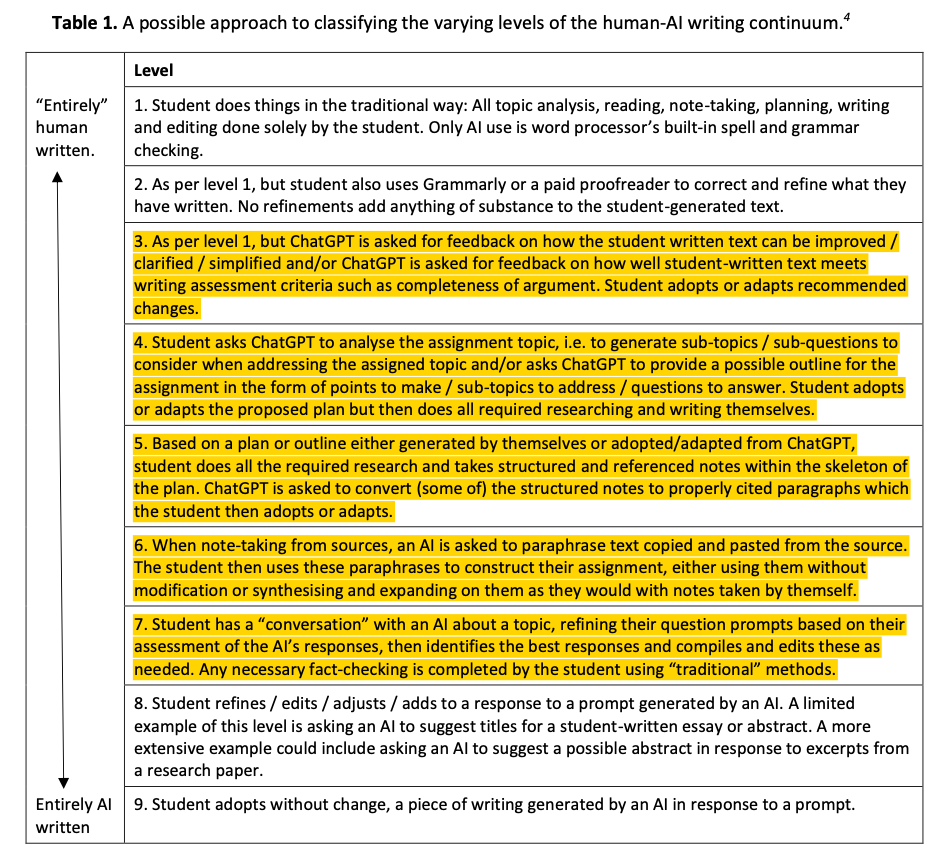 Table 1. A possible approach to classifying the varying levels of the human-AI writing continuum.4
Level
“Entirely”
human
written.
1. Student does things in the traditional way: All topic analysis, reading, note-taking, planning, writing
and editing done solely by the student. Only AI use is word processor’s built-in spell and grammar
checking.
2. As per level 1, but student also uses Grammarly or a paid proofreader to correct and refine what they
have written. No refinements add anything of substance to the student-generated text.
3. As per level 1, but ChatGPT is asked for feedback on how the student written text can be improved /
clarified / simplified and/or ChatGPT is asked for feedback on how well student-written text meets
writing assessment criteria such as completeness of argument. Student adopts or adapts recommended
changes.
4. Student asks ChatGPT to analyse the assignment topic, i.e. to generate sub-topics / sub-questions to
consider when addressing the assigned topic and/or asks ChatGPT to provide a possible outline for the
assignment in the form of points to make / sub-topics to address / questions to answer. Student adopts
or adapts the proposed plan but then does all required researching and writing themselves.
5. Based on a plan or outline either generated by themselves or adopted/adapted from ChatGPT,
student does all the required research and takes structured and referenced notes within the skeleton of
the plan. ChatGPT is asked to convert (some of) the structured notes to properly cited paragraphs which
the student then adopts or adapts.
6. When note-taking from sources, an AI is asked to paraphrase text copied and pasted from the source.
The student then uses these paraphrases to construct their assignment, either using them without
modification or synthesising and expanding on them as they would with notes taken by themself.
7. Student has a “conversation” with an AI about a topic, refining their question prompts based on their
assessment of the AI’s responses, then identifies the best responses and compiles and edits these as
needed. Any necessary fact-checking is completed by the student using “traditional” methods.
8. Student refines / edits / adjusts / adds to a response to a prompt generated by an AI. A limited
example of this level is asking an AI to suggest titles for a student-written essay or abstract. A more
extensive example could include asking an AI to suggest a possible abstract in response to excerpts from
a research paper.
Entirely AI
written
9. Student adopts without change, a piece of writing generated by an AI in response to a prompt.